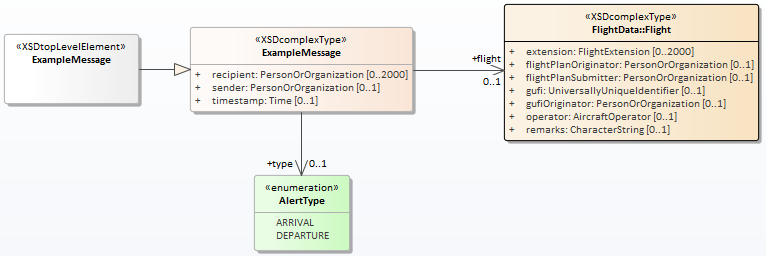 «XSDtopLevelElement»
ExampleMessage
«XSDcomplexType»
ExampleMessage
+ recipient: PersonOrOrganization [0..2000]
+ sender: PersonOrOrganization [0..1]
+ timestamp: Time [0..1]
+flight
0..1
«XSDcomplexType»
FlightData::Flight
+ extension: FlightExtension [0..2000]
+ flightPlanOriginator: PersonOrOrganization [0..1]
+ flightPlanSubmitter: PersonOrOrganization [0..1]
+ gufi: UniversallyUniqueIdentifier [0..1]
+ gufiOriginator: PersonOrOrganization [0..1]
+ operator: AircraftOperator [0..1]
+ remarks: CharacterString [0..1]
+type 0..1
«enumeration»
AlertType
ARRIVAL
DEPARTURE